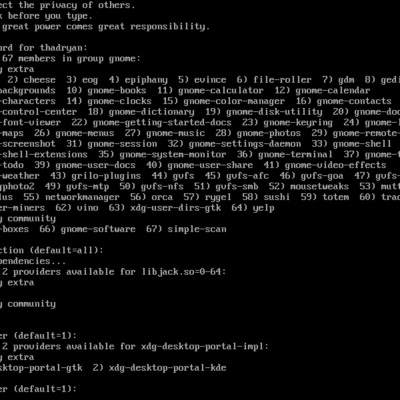 ect the privacy of others.
k before you type.
great power comes great responsibility.
ord for thadryan:
67 members in group gnome:
y extra
2) cheese 3) eog 4) epiphany 5) evince 6) file-roller 7) gdm 8) gedi
backgrounds 10) gnome-books 11) gnome-calculator 12) gnome-calendar
-characters 14) gnome-clocks 15) gnome-color-manager 16) gnome-contacts
-control-center 18) gnome-dictionary 19) gnome-disk-utility 20) gnome-do
-font-viewer 22) gnome-getting-started-docs 23) gnome-keyring 24) gnome-l
-maps 26) gnome-menus 27) gnome-music 28) gnome-photos 29) gnome-remote-
-screenshot 31) gnome-session 32) gnome-settings-daemon 33) gnome-shell
-shell-extensions 35) gnome-system-monitor 36) gnome-terminal 37) gnome-t
-todo 39) gnome-user-docs 40) gnome-user-share 41) gnome-video-effects
-weather 43) grilo-plugins 44) gvfs 45) gvfs-afc 46) gvfs-goa 47) gvfs-
gphoto2 49) gvfs-mtp 50) gvfs-nfs 51) gvfs-smb 52) mousetweaks 53) mutt
lus 55) networkmanager 56) orca 57) rygel 58) sushi 59) totem 60) trac
er-miners 62) vino 63) xdg-user-dirs-gtk 64) yelp
y community
-boxes 66) gnome-software 67) simple-scan
ction (default=all):
pendencies...
2 providers available for libjack.so=0-64:
y extra
y community
er (default=1):
2 providers available for xdg-desktop-portal-impl:
y extra
sktop-portal-gtk 2) xdg-desktop-portal-kde
er (default=1):